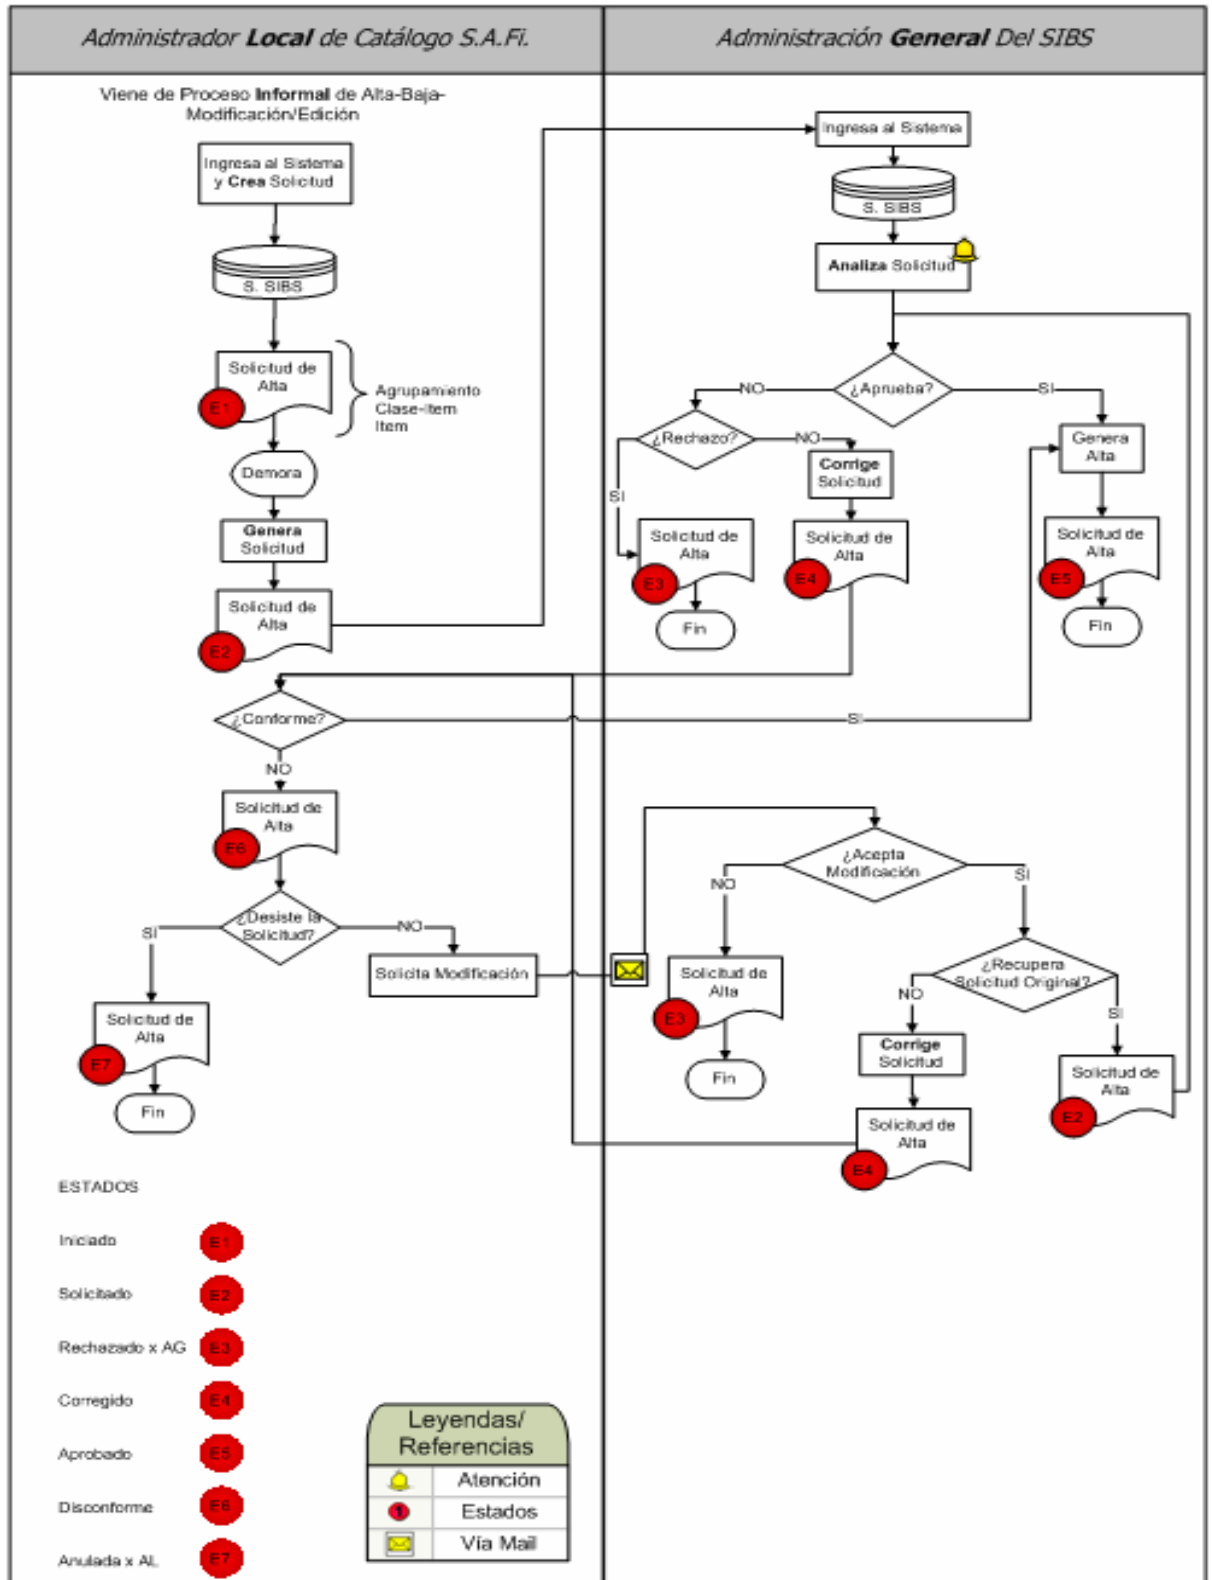 Administrador Local de Catálogo S.A.Fi.
Administración General Del SIBS
Viene de Proceso Informal de Alta-Baja-
Modificación/Edición
Ingresa al Sistema
y Crea Solicitud
S. SIBS
Solicitud de
Alta
E1
Agrupamiento
Clase-Item
Item
Demora
Genera
Solicitud
Solicitud de
Alta
E2
¿Conforme?
SI
NO
Solicitud de
Alta
E6
¿Desiste la
Solicitud?
SI
NO
Solicita Modificación
Solicitud de
Alta
E7
Fin
Ingresa al Sistema
S. SIBS
Analiza Solicitud
¿Aprueba?
NO
SI
¿Rechazo?
NO
SI
Corrige
Solicitud
Genera
Alta
Solicitud de
Alta
E3
Fin
Solicitud de
Alta
E4
Solicitud de
Alta
E5
Fin
¿Acepta
Modificación
NO
SI
Solicitud de
Alta
E3
Fin
¿Recupera
Solicitud Original?
NO
SI
Corrige
Solicitud
Solicitud de
Alta
E4
Solicitud de
Alta
E2
ESTADOS
Iniciado E1
Solicitado E2
Rechazado x AG E3
Corregido E4
Aprobado E5
Disconforme E6
Anulada x AL E7
Leyendas/
Referencias
Atención
1 Estados
Vía Mail